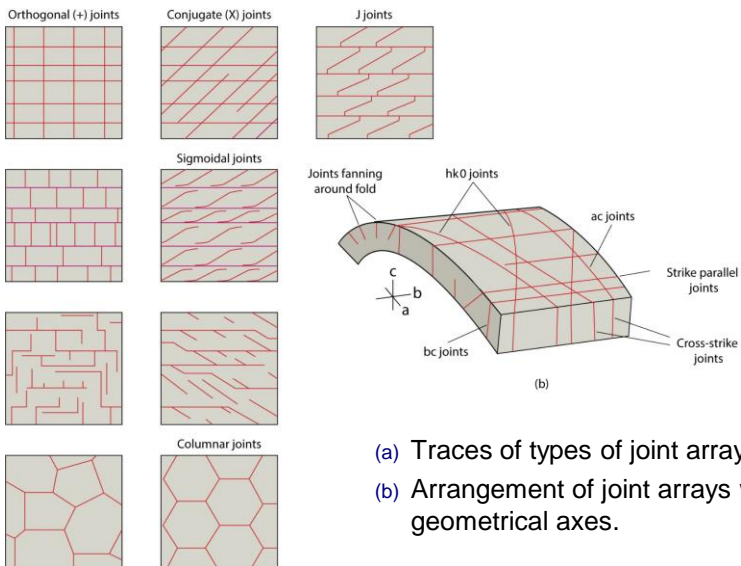 Orthogonal (+) joints
Conjugate (X) joints
J joints
Sigmoidal joints
Columnar joints
Joints fanning
around fold
hk0 joints
ac joints
Strike parallel
joints
c
b
a
bc joints
Cross-strike
joints
(b)
(a) Traces of types of joint array
(b) Arrangement of joint arrays
geometrical axes.